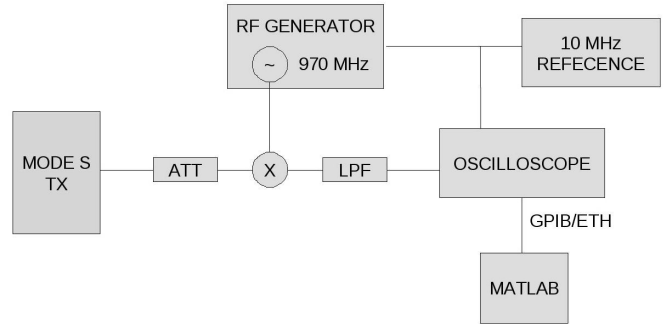 RF GENERATOR
~ 970 MHz
10 MHz
REFECENCE
MODE S
TX
ATT
X
LPF
OSCILLOSCOPE
GPIB/ETH
MATLAB